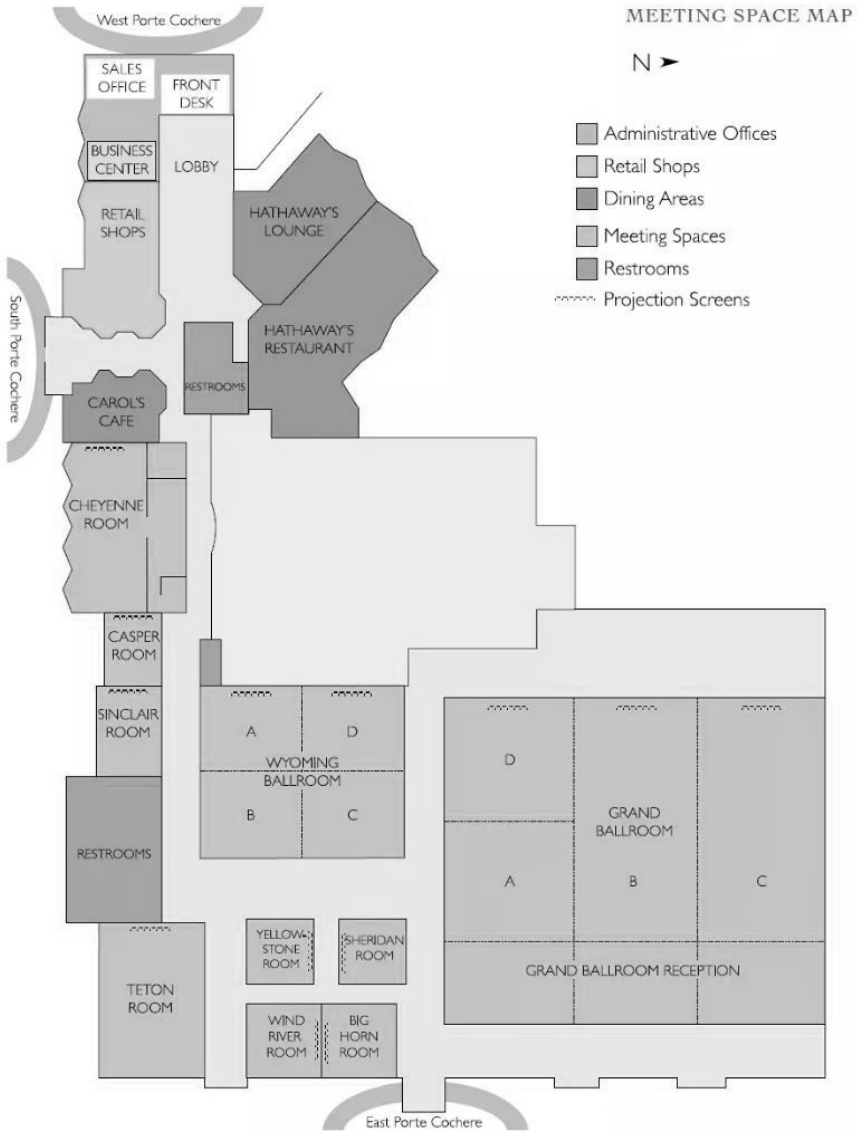 West Porte Cochere
MEETING SPACE MAP
N
SALES
OFFICE
FRONT
DESK
BUSINESS
CENTER
LOBBY
RETAIL
SHOPS
HATHAWAY'S
LOUNGE
HATHAWAY'S
RESTAURANT
Administrative Offices
Retail Shops
Dining Areas
Meeting Spaces
Restrooms
Projection Screens
South Porte Cochere
RESTROOMS
CAROL'S
CAFE
CHEYENNE
ROOM
CASPER
ROOM
SINCLAIR
ROOM
A
D
WYOMING
BALLROOM
B
C
D
GRAND
BALLROOM
A
B
C
GRAND BALLROOM RECEPTION
RESTROOMS
YELLOW-
STONE
ROOM
SHERIDAN
ROOM
TETON
ROOM
WIND
RIVER
ROOM
BIG
HORN
ROOM
East Porte Cochere